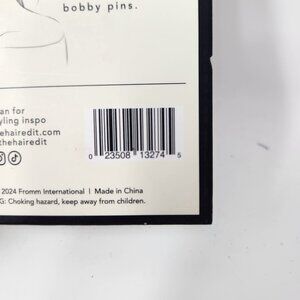 bobby pins.
an for
yling inspo
hehairedit.com
thehairedit
0 23508 13274 5
2024 Fromm International | Made in China
G: Choking hazard, keep away from children.